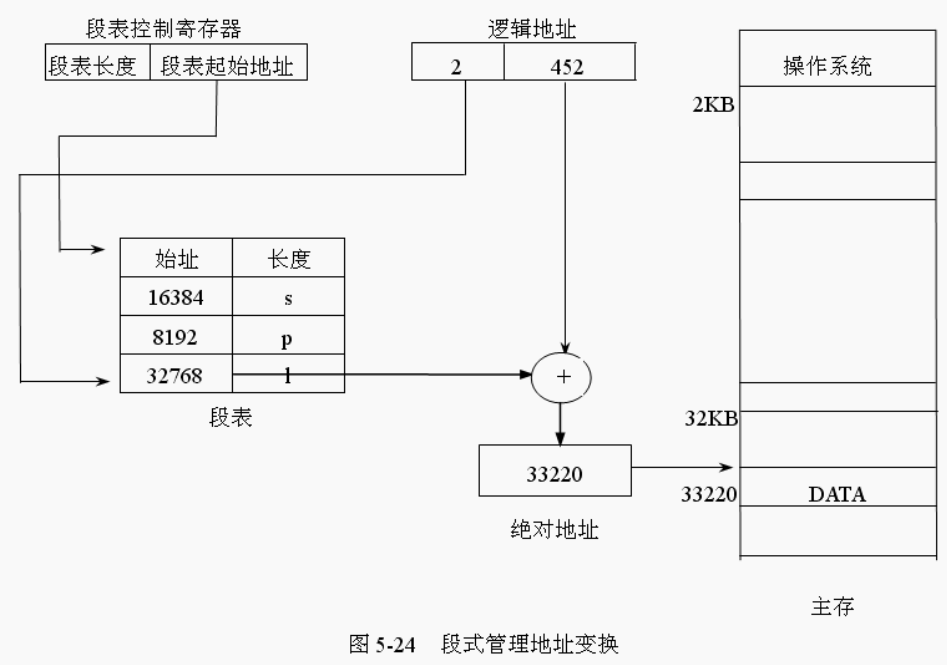 段表控制寄存器
段表长度 段表起始地址
逻辑地址
2 452
操作系统
2KB
始址 长度
16384 s
8192 p
32768 l
段表
+
32KB
33220
绝对地址
33220 DATA
主存
图 5-24 段式管理地址变换